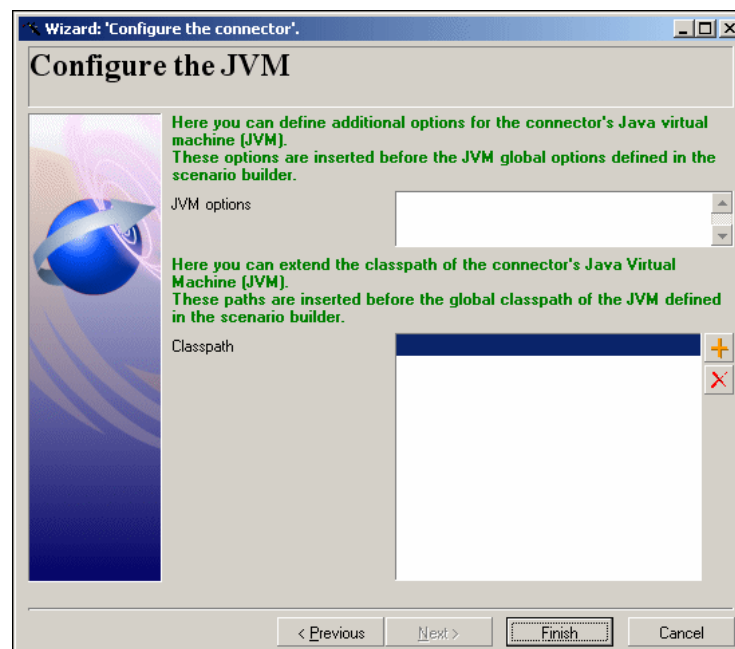 Wizard: 'Configure the connector'.
Configure the JVM
Here you can define additional options for the connector's Java virtual
machine (JVM).
These options are inserted before the JVM global options defined in the
scenario builder.
JVM options
Here you can extend the classpath of the connector's Java Virtual
Machine (JVM).
These paths are inserted before the global classpath of the JVM defined
in the scenario builder.
Classpath
< Previous Next > Finish Cancel